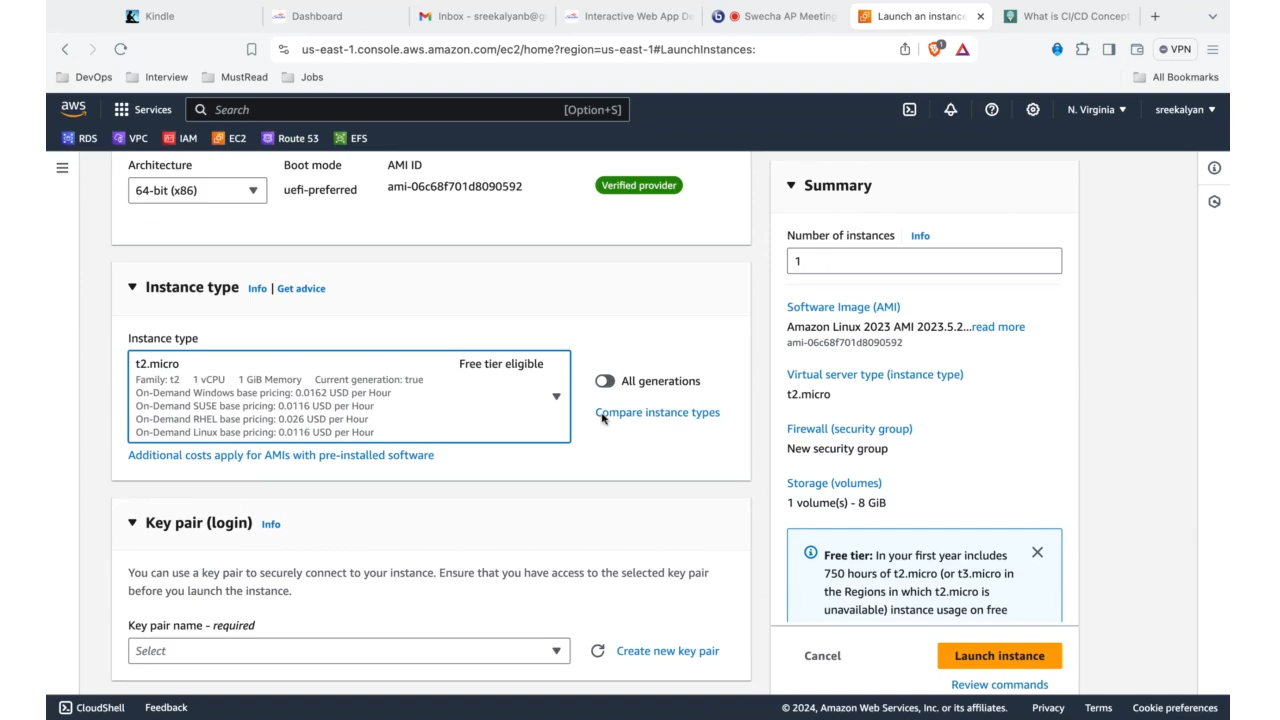 Kindle
Dashboard
Inbox - sreekalyanb@g
Interactive Web App De
Swecha AP Meeting
Launch an instance
What is CI/CD Concept
us-east-1.console.aws.amazon.com/ec2/home?region=us-east-1#LaunchInstances:
1
VPN
DevOps
Interview
MustRead
Jobs
All Bookmarks
aws
Services
Search
[Option+S]
N. Virginia
sreekalyan
RDS
VPC
IAM
EC2
Route 53
EFS
Architecture
Boot mode
AMI ID
64-bit (x86)
uefi-preferred
ami-06c68f701d8090592
Verified provider
Instance type
Info | Get advice
Instance type
t2.micro
Free tier eligible
Family: t2 1 vCPU 1 GiB Memory Current generation: true
On-Demand Windows base pricing: 0.0162 USD per Hour
On-Demand SUSE base pricing: 0.0116 USD per Hour
On-Demand RHEL base pricing: 0.026 USD per Hour
On-Demand Linux base pricing: 0.0116 USD per Hour
All generations
Compare instance types
Additional costs apply for AMIs with pre-installed software
Key pair (login)
Info
You can use a key pair to securely connect to your instance. Ensure that you have access to the selected key pair
before you launch the instance.
Key pair name - required
Select
Create new key pair
Summary
Number of instances
Info
1
Software Image (AMI)
Amazon Linux 2023 AMI 2023.5.2...read more
ami-06c68f701d8090592
Virtual server type (instance type)
t2.micro
Firewall (security group)
New security group
Storage (volumes)
1 volume(s) - 8 GiB
Free tier: In your first year includes
750 hours of t2.micro (or t3.micro in
the Regions in which t2.micro is
unavailable) instance usage on free
Cancel
Launch instance
Review commands
CloudShell
Feedback
© 2024, Amazon Web Services, Inc. or its affiliates.
Privacy
Terms
Cookie preferences